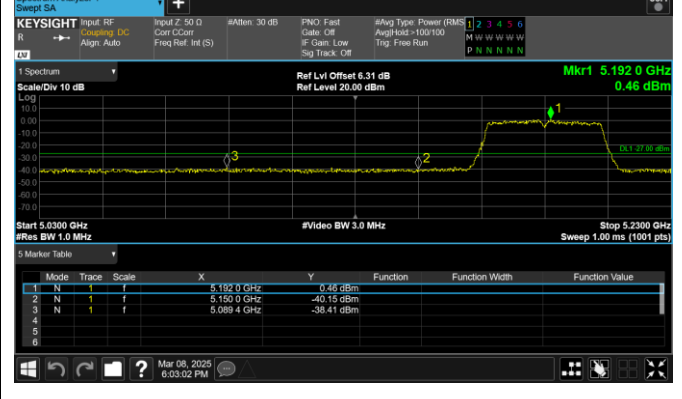 Swept SA
KEYSIGHT Input: RF Input Z: 50 Ω #Atten: 30 dB PNO: Fast #Avg Type: Power (RMS 1 2 3 4 5 6
R Coupling: DC Corr CCorr Gate: Off Avg|Hold:>100/100 M W W W W W
Align: Auto Freq Ref: Int (S) IF Gain: Low Trig: Free Run
Sig Track: Off P N N N N N
LXI
1 Spectrum Ref Lvl Offset 6.31 dB Mkr1 5.192 0 GHz
Scale/Div 10 dB Ref Level 20.00 dBm 0.46 dBm
Log
10.0
0.00
-10.0
-20.0
-30.0
-40.0
-50.0
-60.0
-70.0
1
DL1 -27.00 dBm
3
2
Start 5.0300 GHz #Video BW 3.0 MHz Stop 5.2300 GHz
#Res BW 1.0 MHz Sweep 1.00 ms (1001 pts)
5 Marker Table
Mode Trace Scale X Y Function Function Width Function Value
1 N 1 f 5.192 0 GHz 0.46 dBm
2 N 1 f 5.150 0 GHz -40.15 dBm
3 N 1 f 5.089 4 GHz -38.41 dBm
4
5
6
? Mar 08, 2025
6:03:02 PM